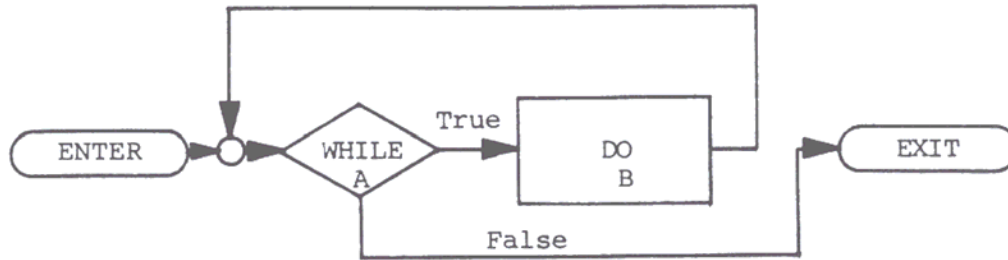 True
ENTER
WHILE
A
DO
B
EXIT
False